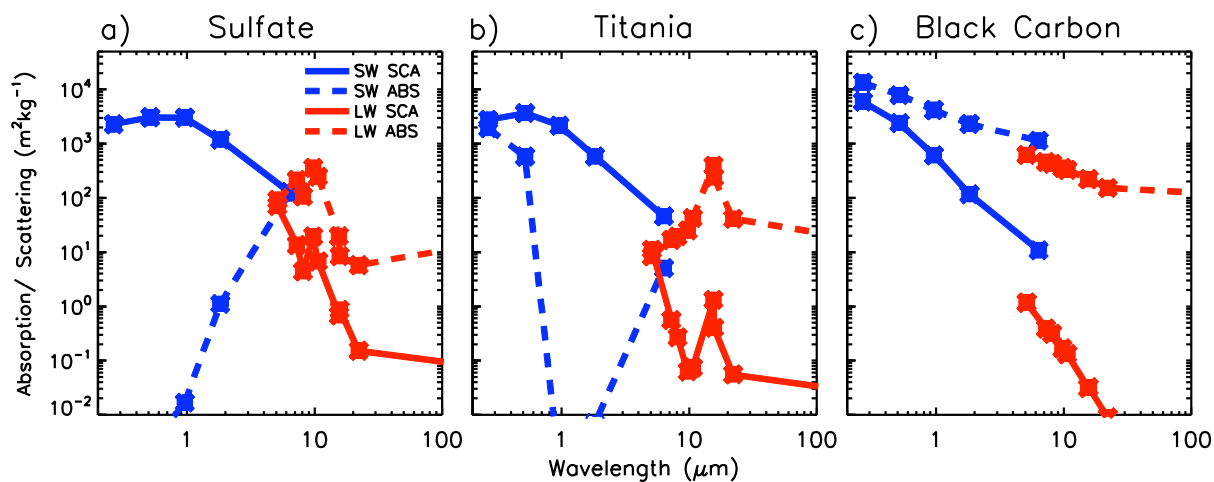 a) Sulfate
b) Titania
c) Black Carbon
SW SCA
SW ABS
LW SCA
LW ABS
Absorption/ Scattering (m²kg⁻¹)
10⁴
10³
10²
10¹
10⁰
10⁻¹
10⁻²
1 10 100
1 10 100
1 10 100
Wavelength (μm)